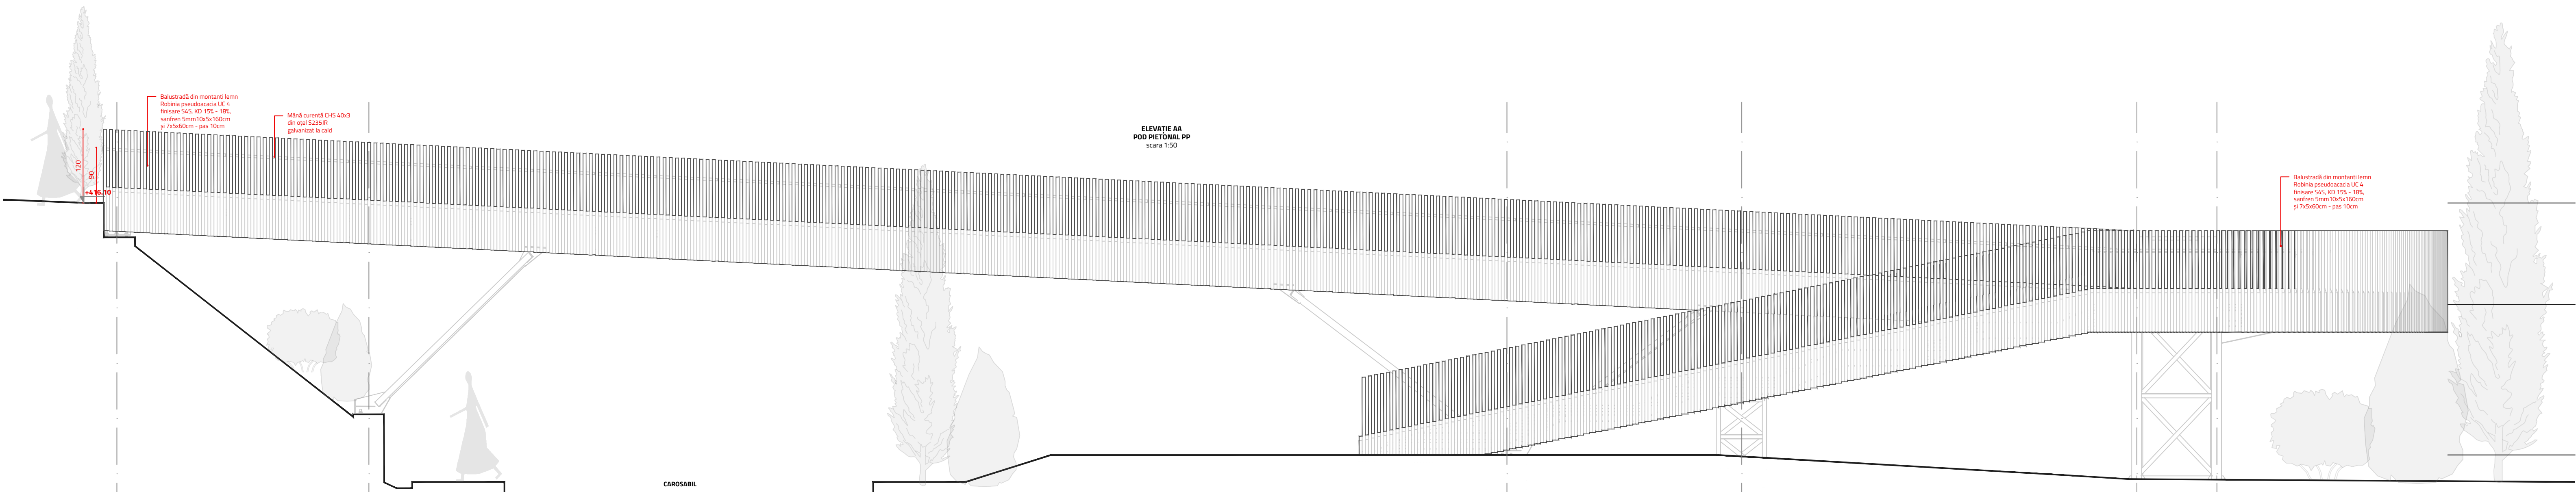 Balustradă din montanti lemn
Robinia pseudoacacia UC 4
finisare S4S, KD 15% - 18%,
sanfren 5mm10x5x160cm
și 7x5x60cm - pas 10cm
Mână curentă CHS 40x3
din oțel S235JR
galvanizat la cald
120
90
+416.10
ELEVAȚIE AA
POD PIETONAL PP
scara 1:50
Balustradă din montanti lemn
Robinia pseudoacacia UC 4
finisare S4S, KD 15% - 18%,
sanfren 5mm10x5x160cm
și 7x5x60cm - pas 10cm
CAROSABIL